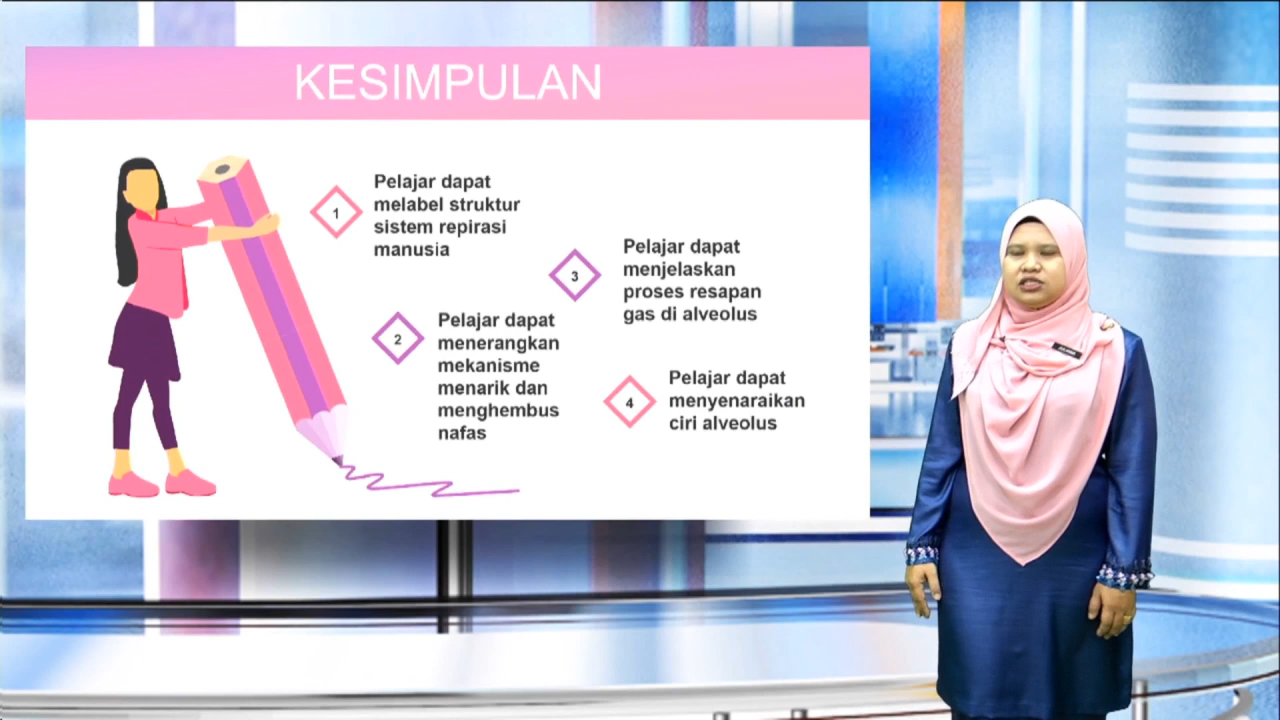 KESIMPULAN
1
Pelajar dapat
melabel struktur
sistem repirasi
manusia
2
Pelajar dapat
menerangkan
mekanisme
menarik dan
menghembus
nafas
3
Pelajar dapat
menjelaskan
proses resapan
gas di alveolus
4
Pelajar dapat
menyenaraikan
ciri alveolus